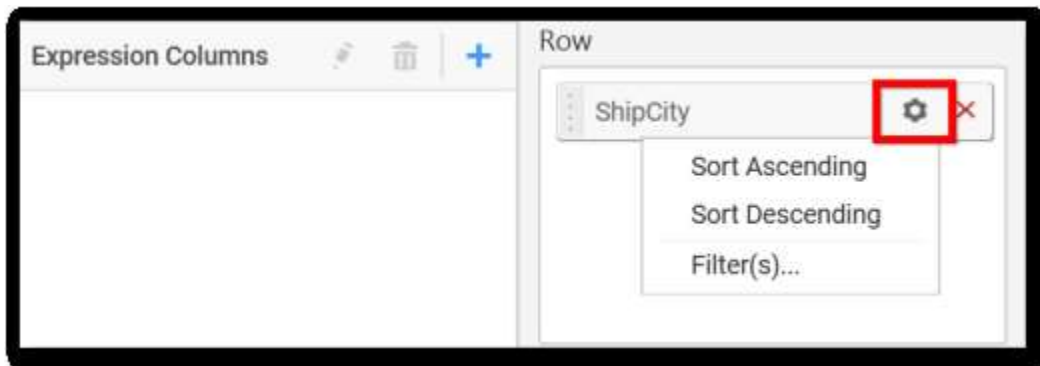 Expression Columns
Row
ShipCity
Sort Ascending
Sort Descending
Filter(s)...